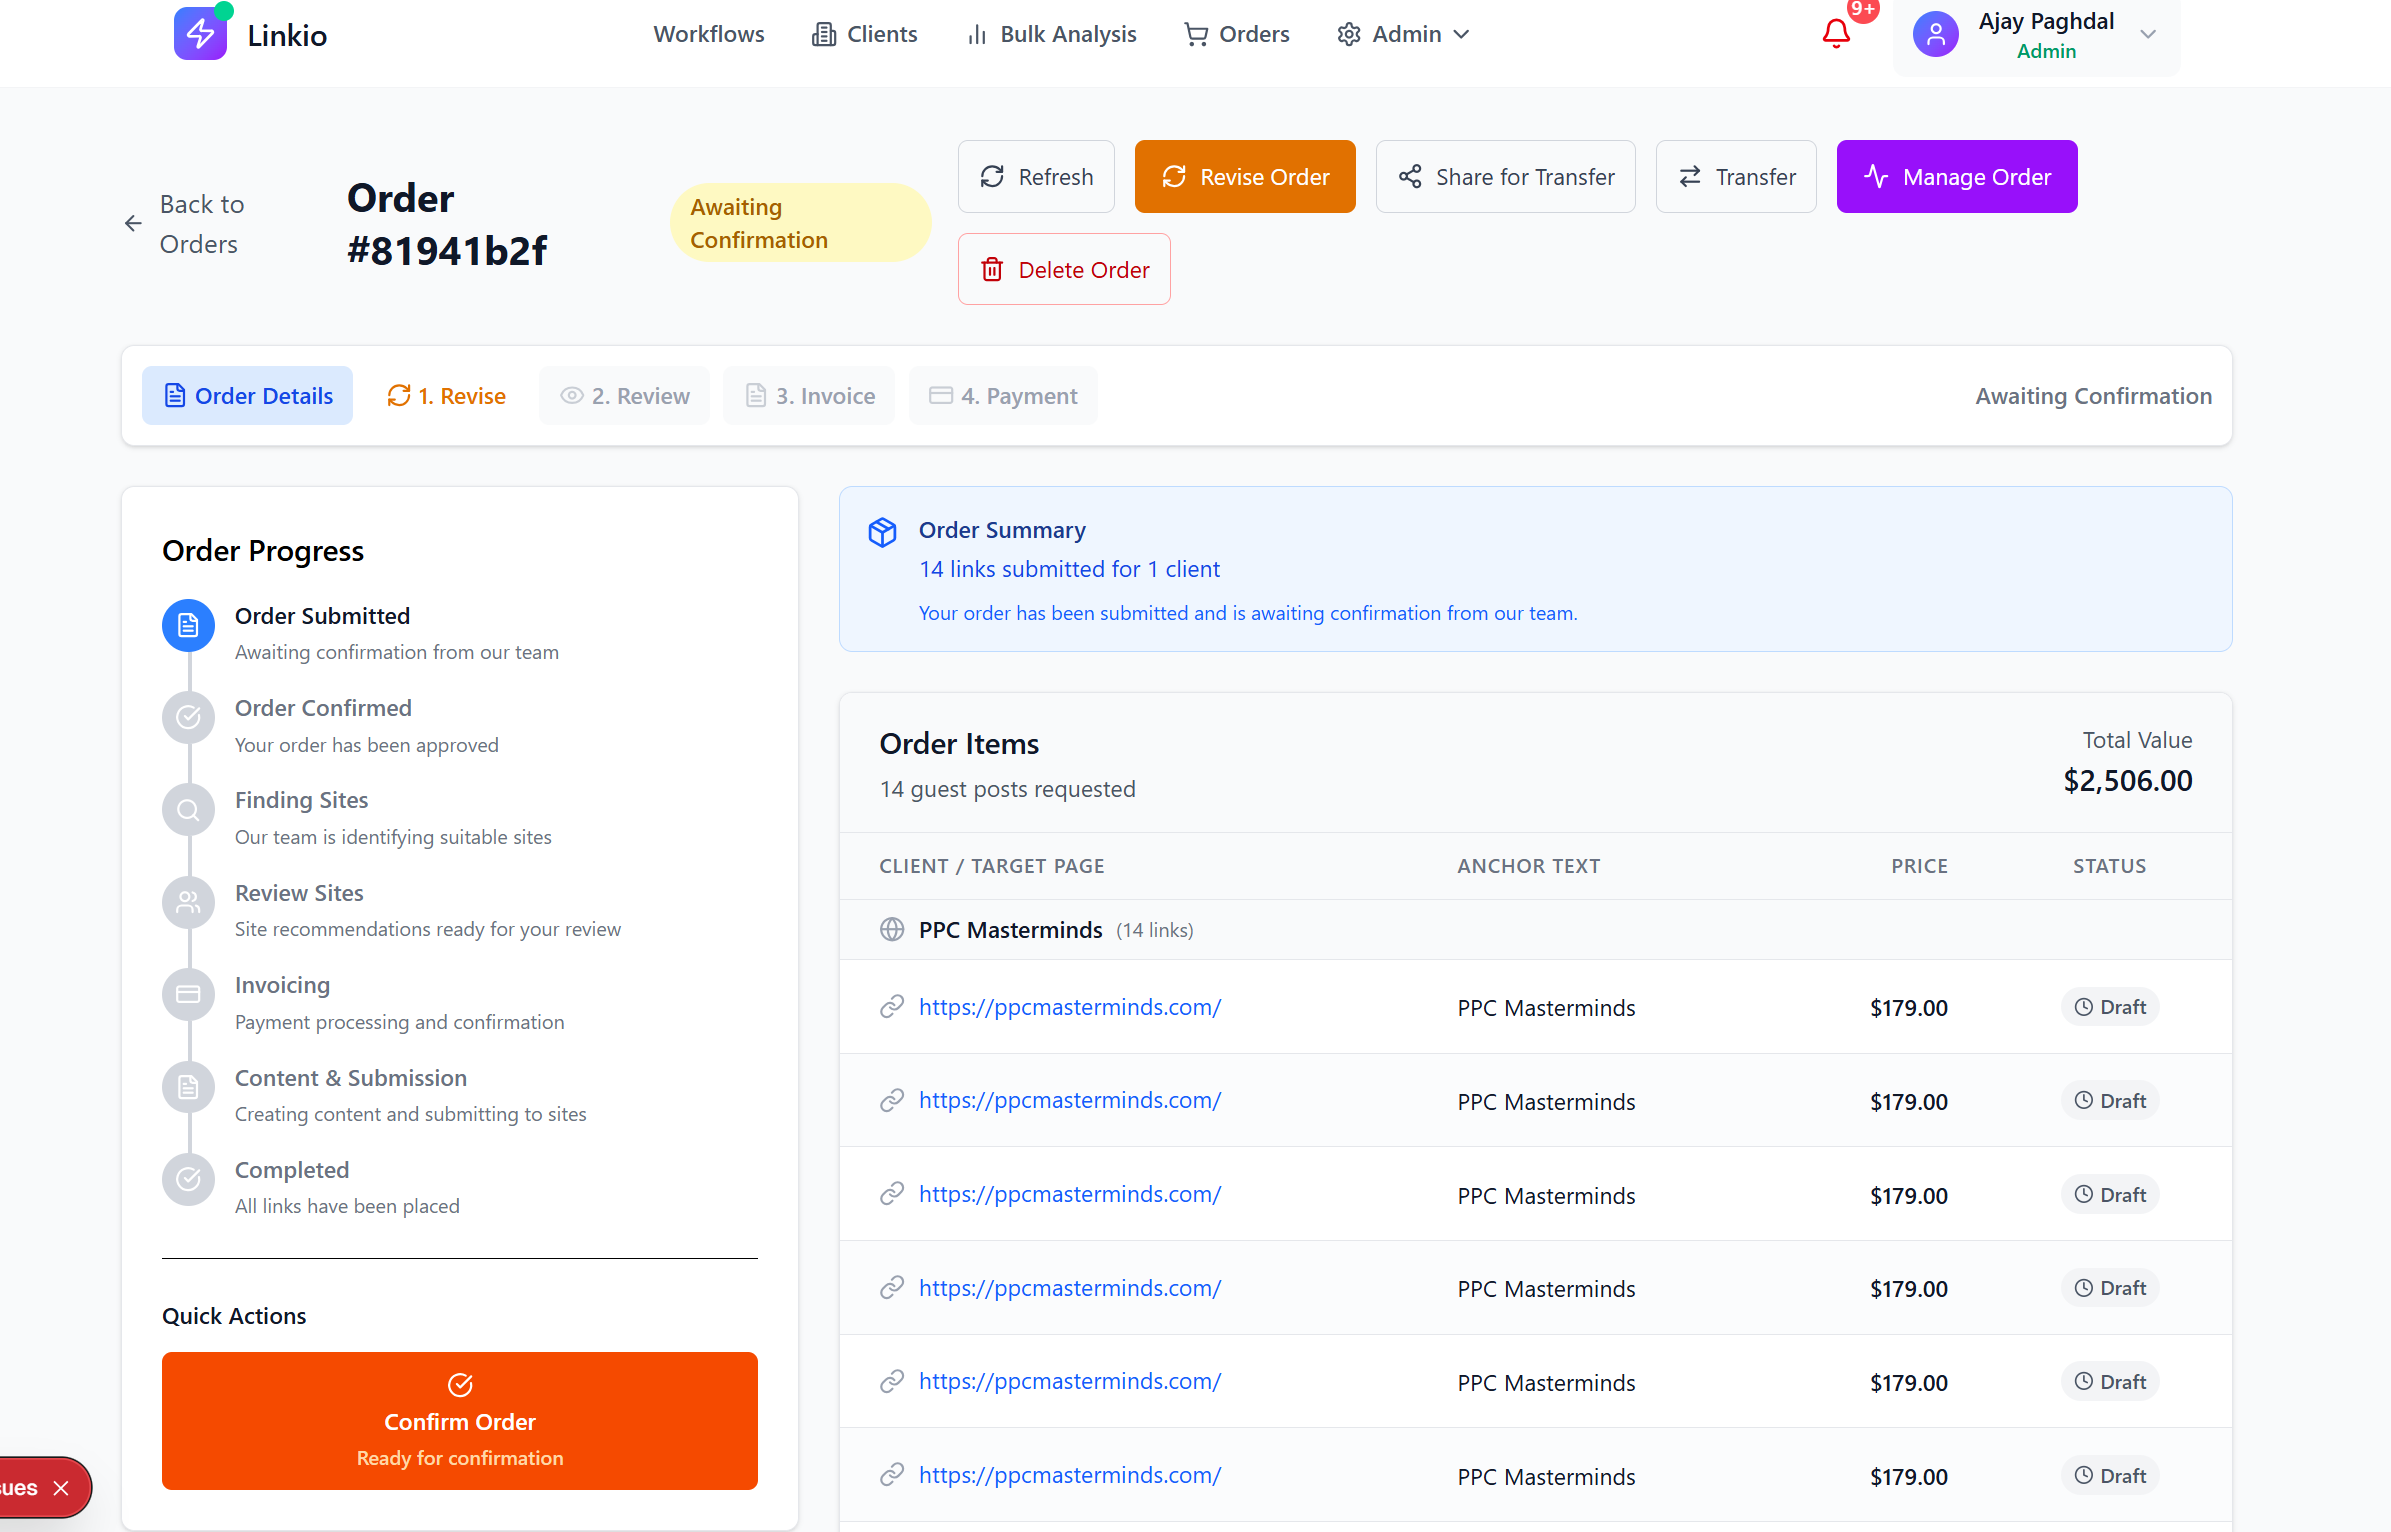 Linkio
Workflows
Clients
Bulk Analysis
Orders
Admin
9+
Ajay Paghdal
Admin
Back to
Orders
Order
#81941b2f
Awaiting
Confirmation
Refresh
Revise Order
Share for Transfer
Transfer
Manage Order
Delete Order
Order Details
1. Revise
2. Review
3. Invoice
4. Payment
Awaiting Confirmation
Order Progress
Order Submitted
Awaiting confirmation from our team
Order Confirmed
Your order has been approved
Finding Sites
Our team is identifying suitable sites
Review Sites
Site recommendations ready for your review
Invoicing
Payment processing and confirmation
Content & Submission
Creating content and submitting to sites
Completed
All links have been placed
Quick Actions
Confirm Order
Ready for confirmation
Order Summary
14 links submitted for 1 client
Your order has been submitted and is awaiting confirmation from our team.
Order Items
14 guest posts requested
Total Value
$2,506.00
CLIENT / TARGET PAGE ANCHOR TEXT PRICE STATUS
PPC Masterminds (14 links)
https://ppcmasterminds.com/ PPC Masterminds $179.00 Draft
https://ppcmasterminds.com/ PPC Masterminds $179.00 Draft
https://ppcmasterminds.com/ PPC Masterminds $179.00 Draft
https://ppcmasterminds.com/ PPC Masterminds $179.00 Draft
https://ppcmasterminds.com/ PPC Masterminds $179.00 Draft
https://ppcmasterminds.com/ PPC Masterminds $179.00 Draft